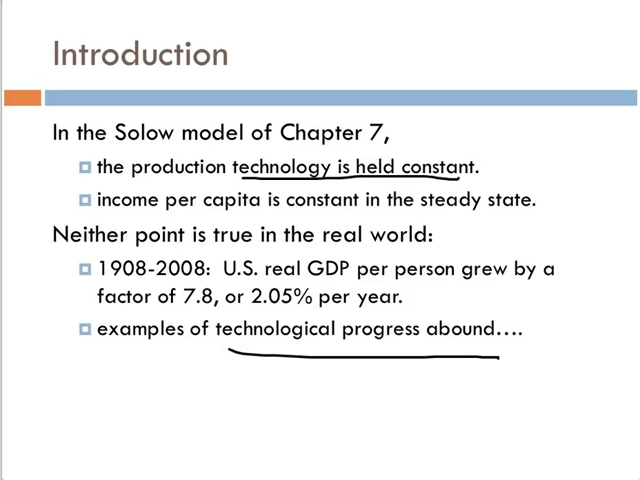 Introduction
In the Solow model of Chapter 7,
the production technology is held constant.
income per capita is constant in the steady state.
Neither point is true in the real world:
1908-2008: U.S. real GDP per person grew by a
factor of 7.8, or 2.05% per year.
examples of technological progress abound….